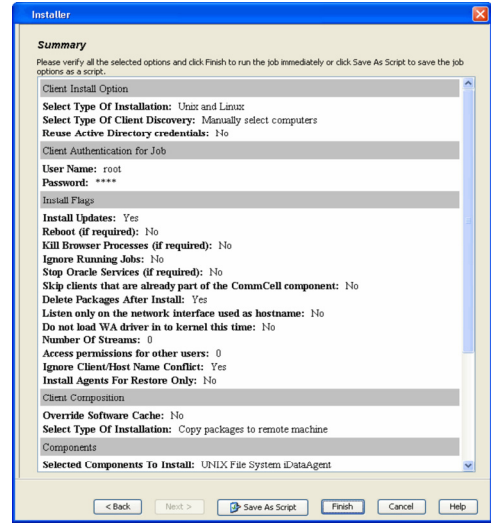 Installer
Summary
Please verify all the selected options and click Finish to run the job immediately or click Save As Script to save the job
options as a script.
Client Install Option
Select Type Of Installation: Unix and Linux
Select Type Of Client Discovery: Manually select computers
Reuse Active Directory credentials: No
Client Authentication for Job
User Name: root
Password: ****
Install Flags
Install Updates: Yes
Reboot (if required): No
Kill Browser Processes (if required): No
Ignore Running Jobs: No
Stop Oracle Services (if required): No
Skip clients that are already part of the CommCell component: No
Delete Packages After Install: Yes
Listen only on the network interface used as hostname: No
Do not load WA driver in to kernel this time: No
Number Of Streams: 0
Access permissions for other users: 0
Ignore Client/Host Name Conflict: Yes
Install Agents For Restore Only: No
Client Composition
Override Software Cache: No
Select Type Of Installation: Copy packages to remote machine
Components
Selected Components To Install: UNIX File System iDataAgent
< Back Next > Save As Script Finish Cancel Help